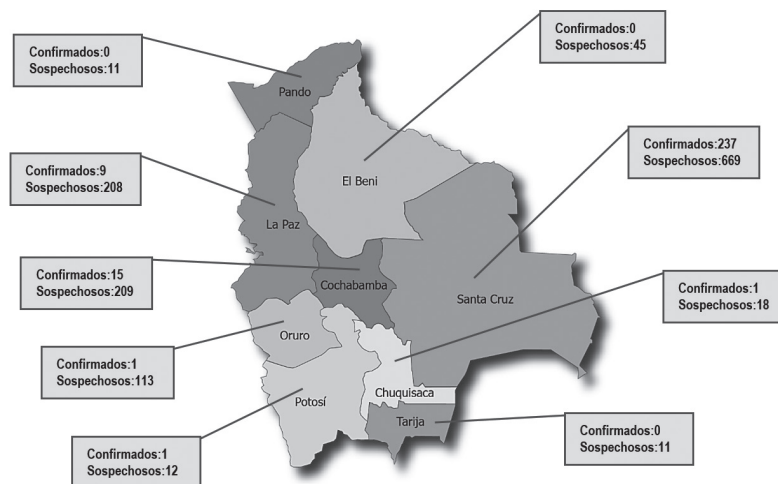 Confirmados:0
Sospechosos:11
Confirmados:0
Sospechosos:45
Pando
Confirmados:237
Sospechosos:669
Confirmados:9
Sospechosos:208
El Beni
La Paz
Confirmados:15
Sospechosos:209
Cochabamba
Santa Cruz
Confirmados:1
Sospechosos:18
Oruro
Confirmados:1
Sospechosos:113
Chuquisaca
Potosí
Tarija
Confirmados:0
Sospechosos:11
Confirmados:1
Sospechosos:12